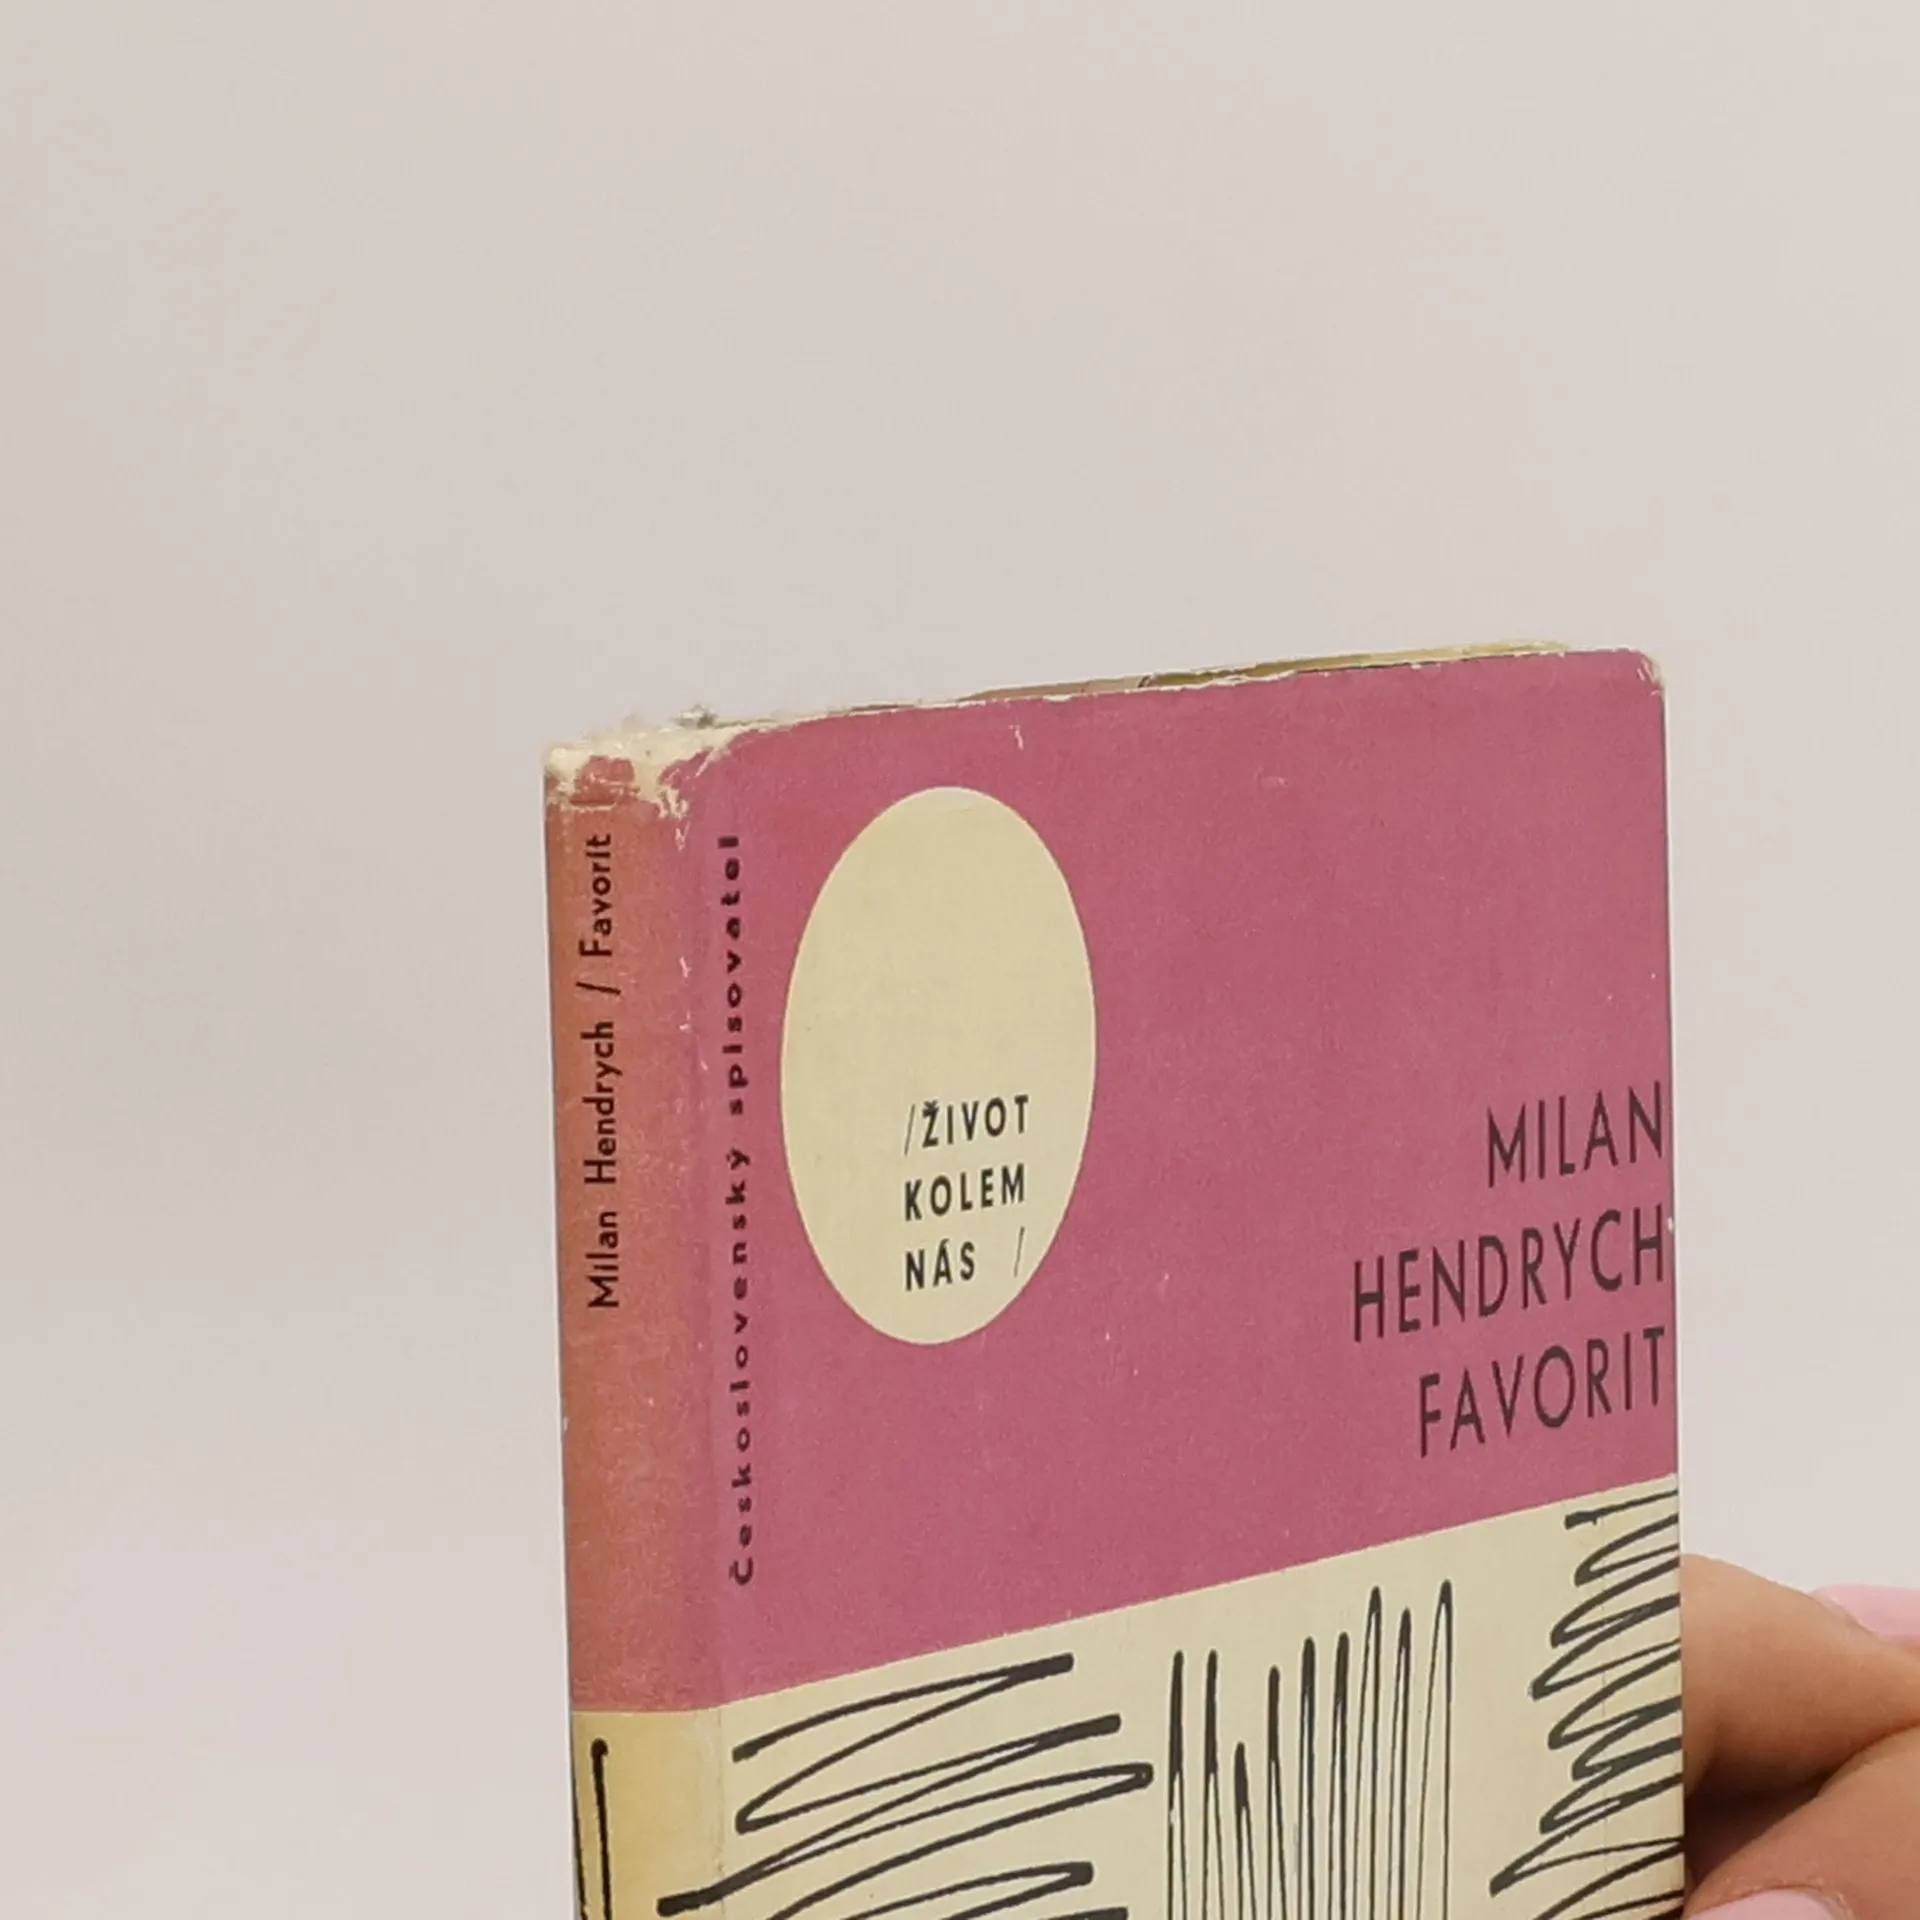 Milan Hendrych / Favorit
Československý spisovatel
/ŽIVOT
KOLEM
NÁS /
MILAN
HENDRYCH
FAVORIT